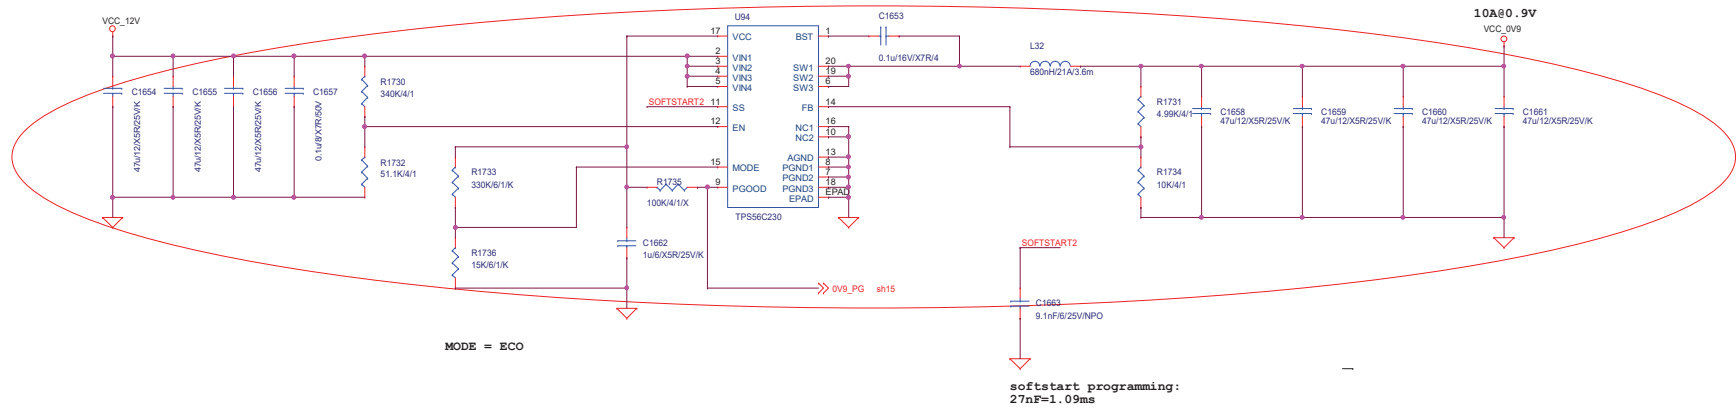 VCC_12V
U94
C1653
10A@0.9V
VCC_0V9
17 VCC BST 1
0.1u/16V/X7R/4
L32
680nH/21A/3.6m
2 VIN1
3 VIN2 SW1 20
4 VIN3 SW2 19
5 VIN4 SW3 6
R1730
340K/4/1
C1654
47u/12/X5R/25V/K
C1655
47u/12/X5R/25V/K
C1656
47u/12/X5R/25V/K
C1657
0.1u/8/X7R/50V
SOFTSTART2 11 SS FB 14
R1731
4.99K/4/1
C1658
47u/12/X5R/25V/K
C1659
47u/12/X5R/25V/K
C1660
47u/12/X5R/25V/K
C1661
47u/12/X5R/25V/K
12 EN NC1 16
NC2 10
AGND 13
15 MODE PGND1 8
PGND2 7
9 PGOOD PGND3 18
EPAD
EPAD
TPS56C230
R1732
51.1K/4/1
R1733
330K/6/1/K
R1735
100K/4/1/X
R1734
10K/4/1
C1662
1u/6/X5R/25V/K
R1736
15K/6/1/K
SOFTSTART2
0V9_PG sh15
C1663
9.1nF/6/25V/NPO
MODE = ECO
softstart programming:
27nF=1.09ms